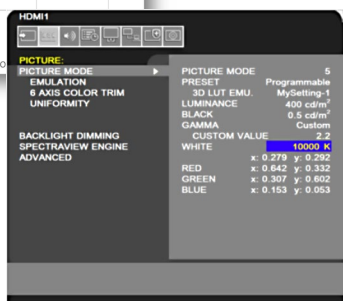 HDMI1
PICTURE:
PICTURE MODE
EMULATION
6 AXIS COLOR TRIM
UNIFORMITY
BACKLIGHT DIMMING
SPECTRAVIEW ENGINE
ADVANCED
PICTURE MODE 5
PRESET Programmable
3D LUT EMU. MySetting-1
LUMINANCE 400 cd/m²
BLACK 0.5 cd/m²
GAMMA Custom
CUSTOM VALUE 2.2
WHITE 10000 K
x: 0.279 y: 0.292
RED x: 0.642 y: 0.332
GREEN x: 0.307 y: 0.602
BLUE x: 0.153 y: 0.053